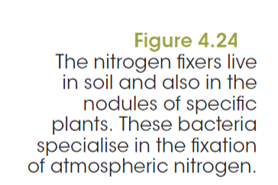 Figure 4.24
The nitrogen fixers live
in soil and also in the
nodules of specific
plants. These bacteria
specialise in the fixation
of atmospheric nitrogen.